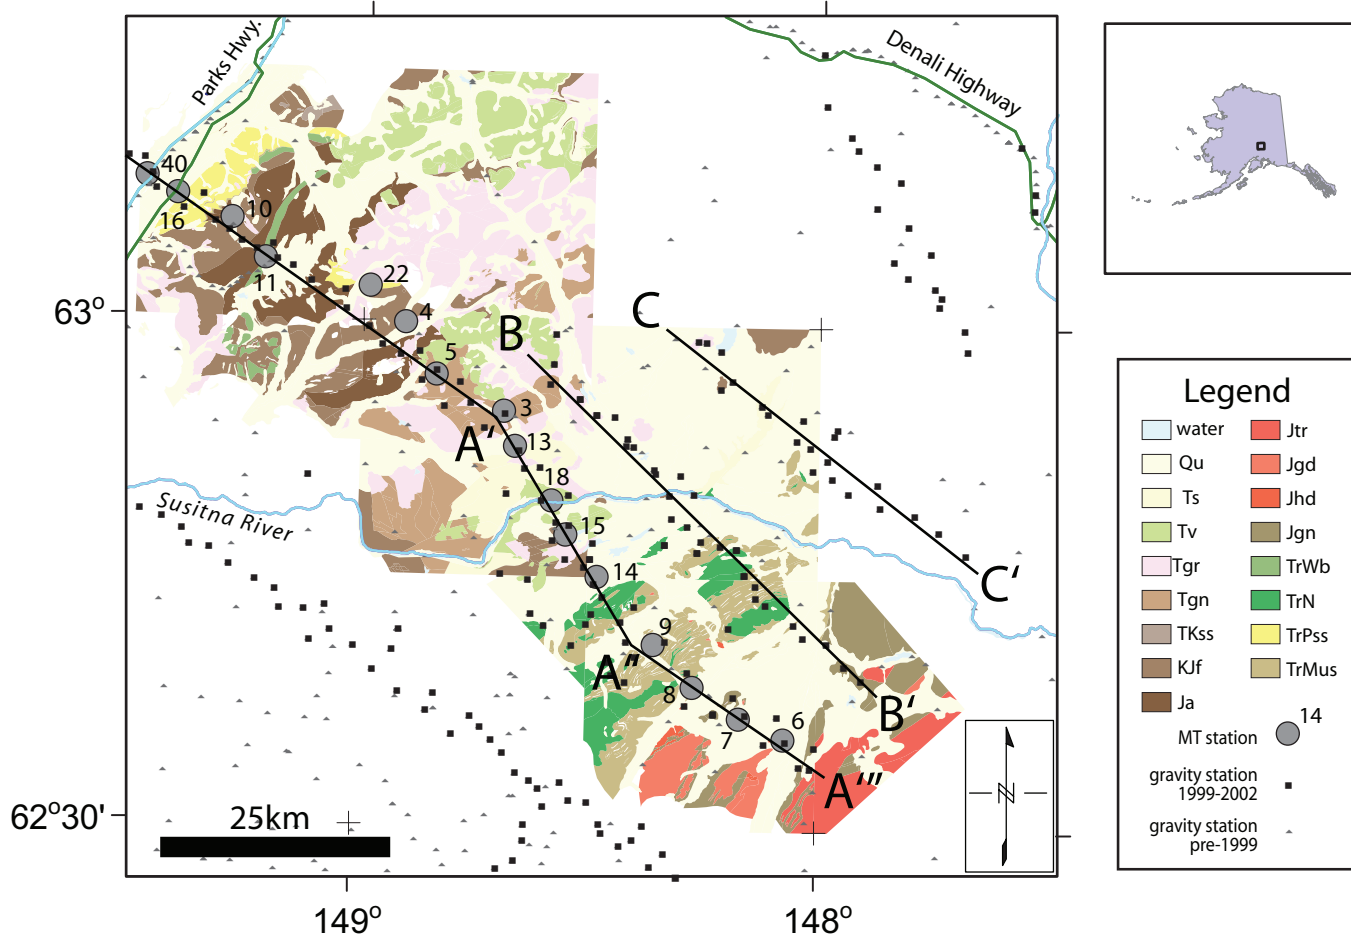 Parks Hwy.
Denali Highway
40
16
10
11
22
4
63°
C
B
5
3
A'
13
18
Susitna River
15
14
C'
9
A"
8
B'
7
6
A'"
62°30'
25km
149°
148°
Legend
water
Jtr
Qu
Jgd
Ts
Jhd
Tv
Jgn
Tgr
TrWb
Tgn
TrN
TKss
TrPss
KJf
TrMus
Ja
14
MT station
gravity station
1999-2002
gravity station
pre-1999
N